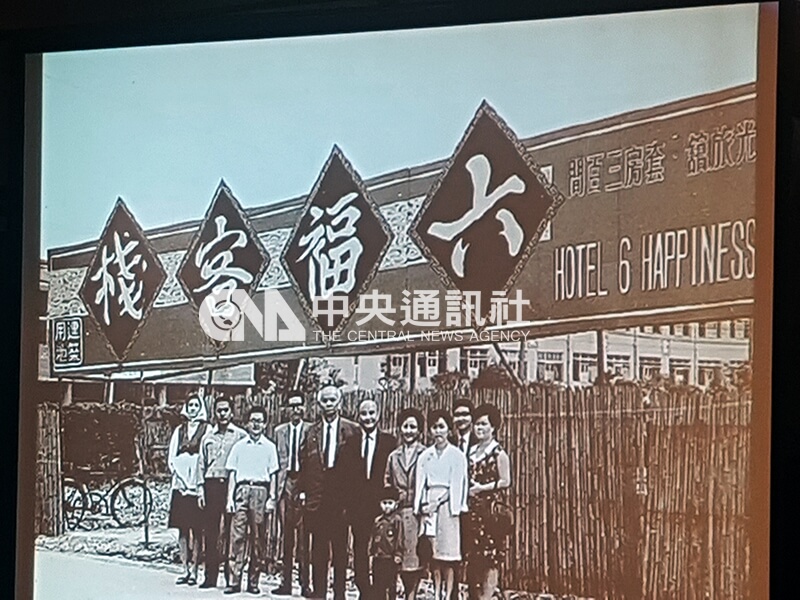 光旅館・套房三百間
六福客棧
HOTEL 6 HAPPINESS
CNA 中央通訊社
THE CENTRAL NEWS AGENCY